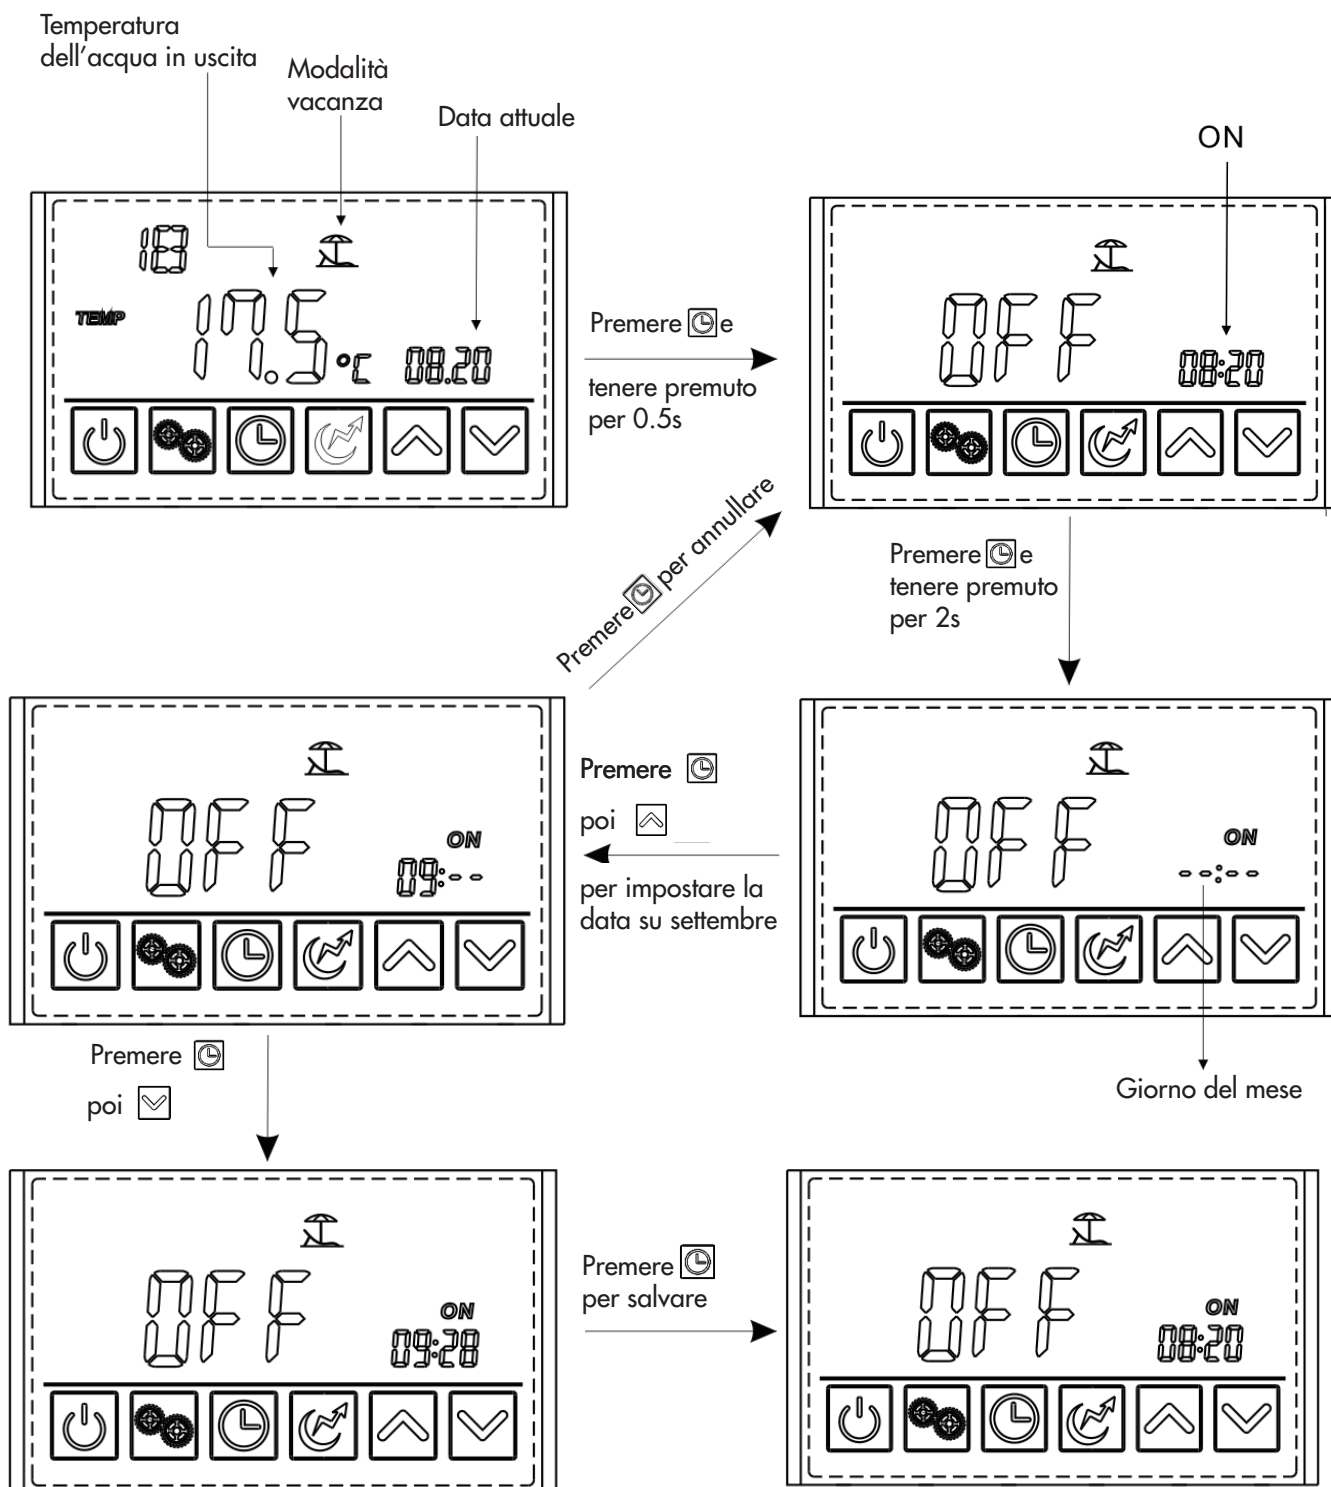 Temperatura
dell'acqua in uscita
Modalità
vacanza
Data attuale
ON
18
TEMP
17.5 °C
08.20
Premere e
tenere premuto
per 0.5s
OFF
08:20
Premere per annullare
Premere e
tenere premuto
per 2s
OFF
ON
09:--
Premere
poi
per impostare la
data su settembre
OFF
ON
--:--
Giorno del mese
Premere
poi
OFF
ON
09:28
Premere
per salvare
OFF
ON
08:20